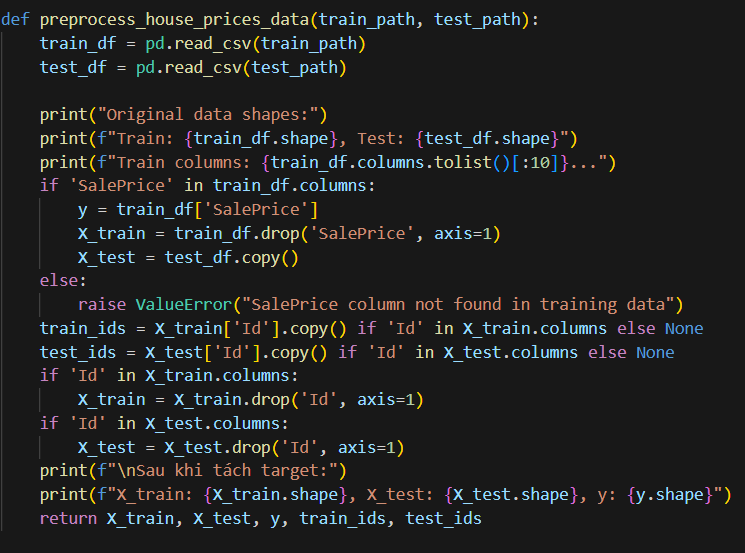 def preprocess_house_prices_data(train_path, test_path):
    train_df = pd.read_csv(train_path)
    test_df = pd.read_csv(test_path)

    print("Original data shapes:")
    print(f"Train: {train_df.shape}, Test: {test_df.shape}")
    print(f"Train columns: {train_df.columns.tolist()[:10]}...")
    if 'SalePrice' in train_df.columns:
        y = train_df['SalePrice']
        X_train = train_df.drop('SalePrice', axis=1)
        X_test = test_df.copy()
    else:
        raise ValueError("SalePrice column not found in training data")
    train_ids = X_train['Id'].copy() if 'Id' in X_train.columns else None
    test_ids = X_test['Id'].copy() if 'Id' in X_test.columns else None
    if 'Id' in X_train.columns:
        X_train = X_train.drop('Id', axis=1)
    if 'Id' in X_test.columns:
        X_test = X_test.drop('Id', axis=1)
    print(f"\nSau khi tách target:")
    print(f"X_train: {X_train.shape}, X_test: {X_test.shape}, y: {y.shape}")
    return X_train, X_test, y, train_ids, test_ids